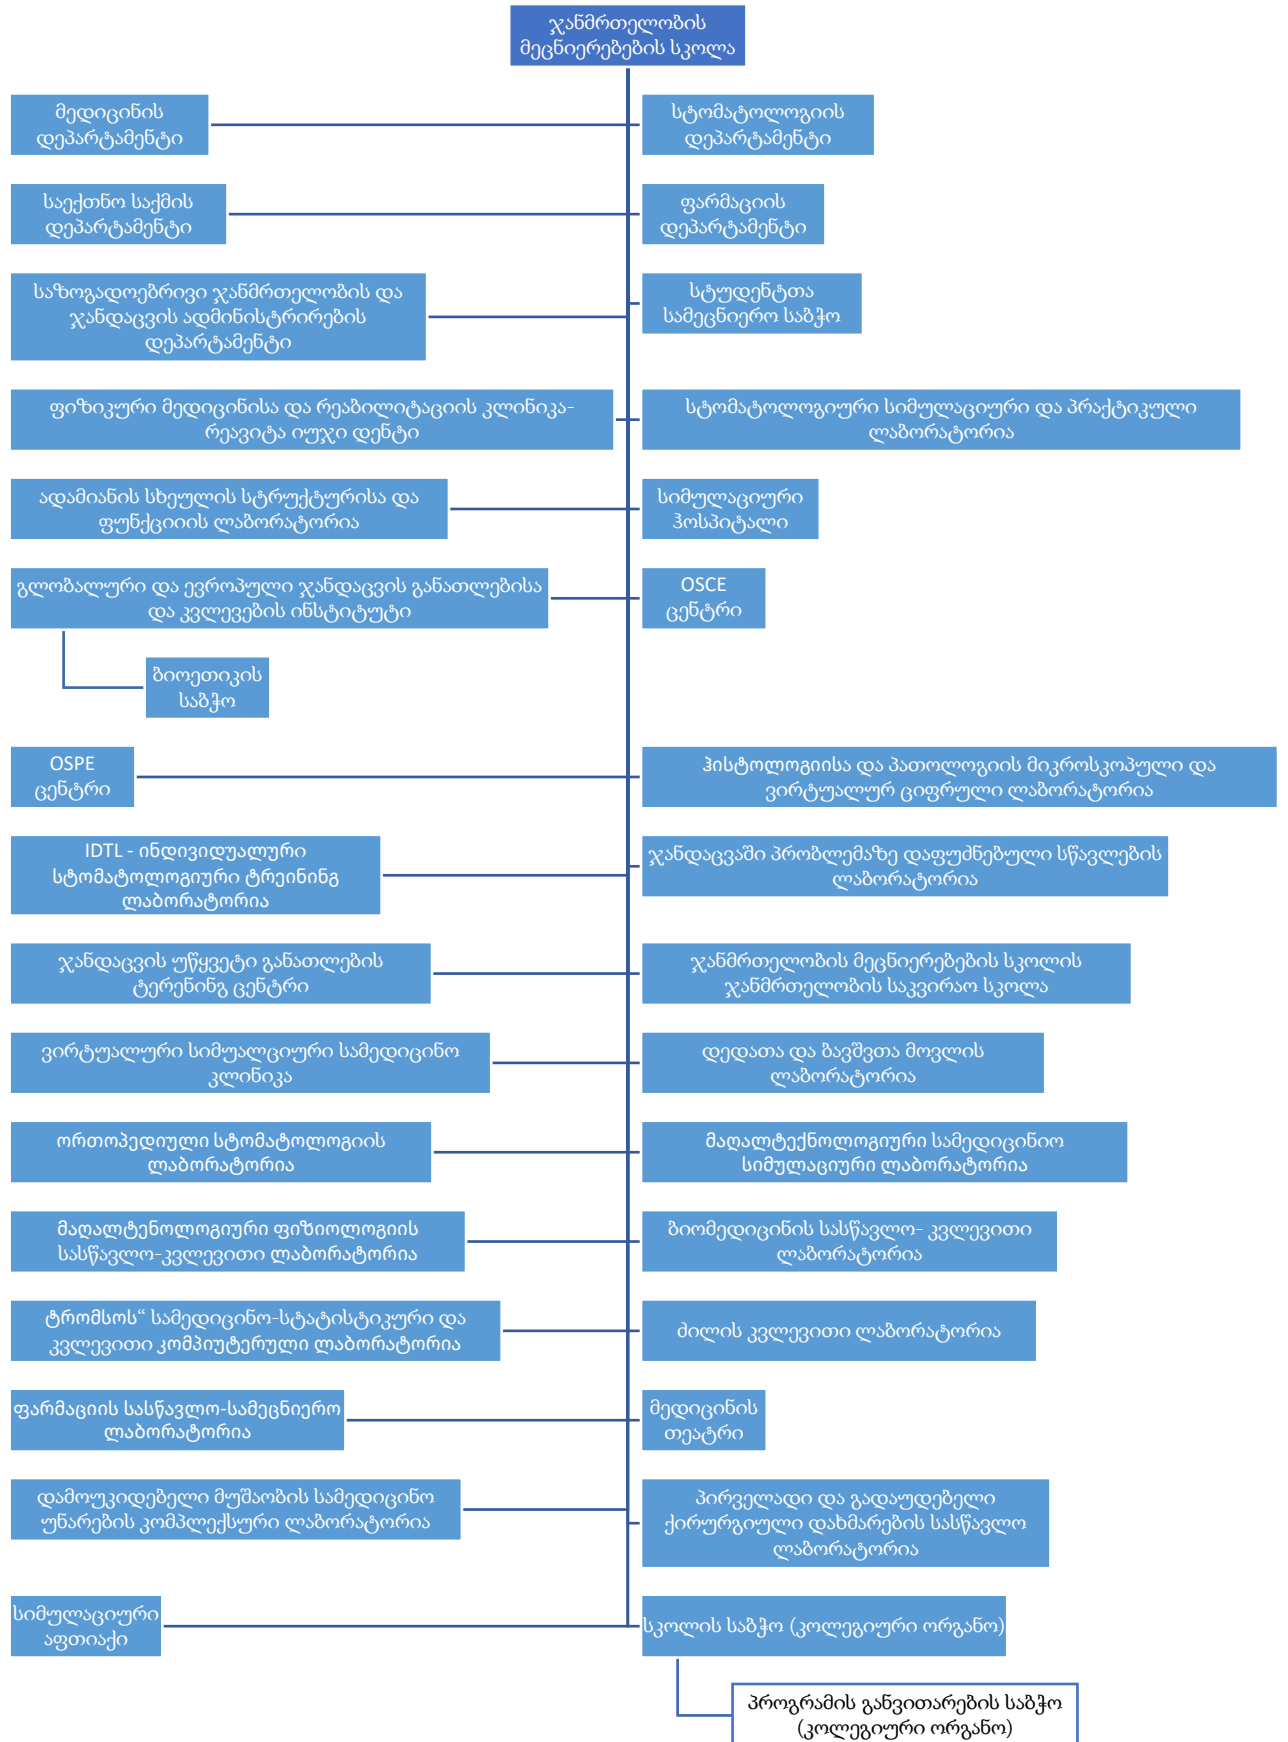 ჯანმრთელობის
მეცნიერებების სკოლა
მედიცინის
დეპარტამენტი
სტომატოლოგიის
დეპარტამენტი
საექთნო საქმის
დეპარტამენტი
ფარმაციის
დეპარტამენტი
საზოგადოებრივი ჯანმრთელობის და
ჯანდაცვის ადმინისტრირების
დეპარტამენტი
სტუდენტთა
სამეცნიერო საბჭო
ფიზიკური მედიცინისა და რეაბილიტაციის კლინიკა-
რეავიტა იუჯი დენტი
სტომატოლოგიური სიმულაციური და პრაქტიკული
ლაბორატორია
ადამიანის სხეულის სტრუქტურისა და
ფუნქციიის ლაბორატორია
სიმულაციური
ჰოსპიტალი
გლობალური და ევროპული ჯანდაცვის განათლებისა
და კვლევების ინსტიტუტი
OSCE
ცენტრი
ბიოეთიკის
საბჭო
OSPE
ცენტრი
ჰისტოლოგიისა და პათოლოგიის მიკროსკოპული და
ვირტუალურ ციფრული ლაბორატორია
IDTL - ინდივიდუალური
სტომატოლოგიური ტრეინინგ
ლაბორატორია
ჯანდაცვაში პრობლემაზე დაფუძნებული სწავლების
ლაბორატორია
ჯანდაცვის უწყვეტი განათლების
ტერენინგ ცენტრი
ჯანმრთელობის მეცნიერებების სკოლის
ჯანმრთელობის საკვირაო სკოლა
ვირტუალური სიმუალციური სამედიცინო
კლინიკა
დედათა და ბავშვთა მოვლის
ლაბორატორია
ორთოპედიული სტომატოლოგიის
ლაბორატორია
მაღალტექნოლოგიური სამედიცინიო
სიმულაციური ლაბორატორია
მაღალტენოლოგიური ფიზიოლოგიის
სასწავლო-კვლევითი ლაბორატორია
ბიომედიცინის სასწავლო- კვლევითი
ლაბორატორია
ტრომსოს“ სამედიცინო-სტატისტიკური და
კვლევითი კომპიუტერული ლაბორატორია
ძილის კვლევითი ლაბორატორია
ფარმაციის სასწავლო-სამეცნიერო
ლაბორატორია
მედიცინის
თეატრი
დამოუკიდებელი მუშაობის სამედიცინო
უნარების კომპლექსური ლაბორატორია
პირველადი და გადაუდებელი
ქირურგიული დახმარების სასწავლო
ლაბორატორია
სიმულაციური
აფთიაქი
სკოლის საბჭო (კოლეგიური ორგანო)
პროგრამის განვითარების საბჭო
(კოლეგიური ორგანო)